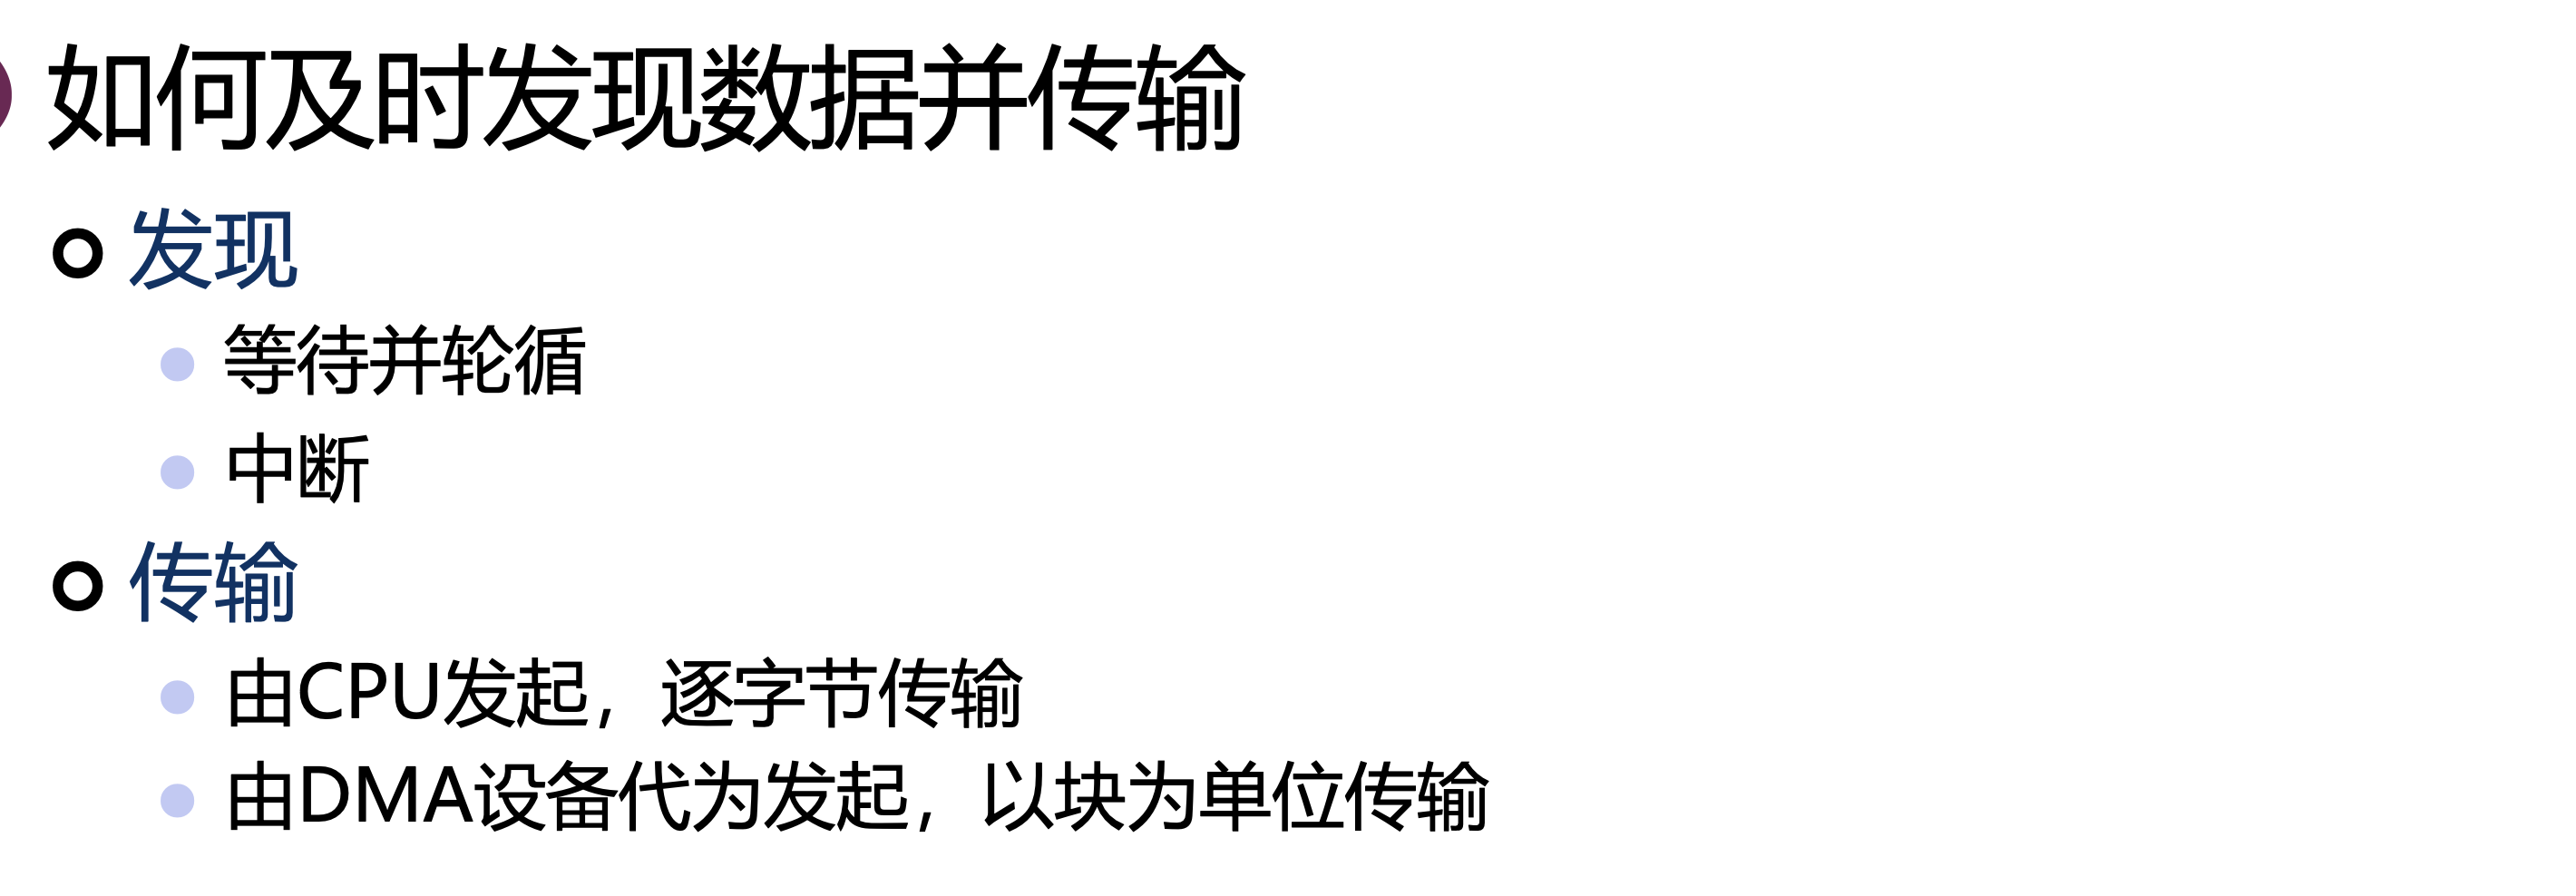 如何及时发现数据并传输
发现
等待并轮循
中断
传输
由CPU发起，逐字节传输
由DMA设备代为发起，以块为单位传输